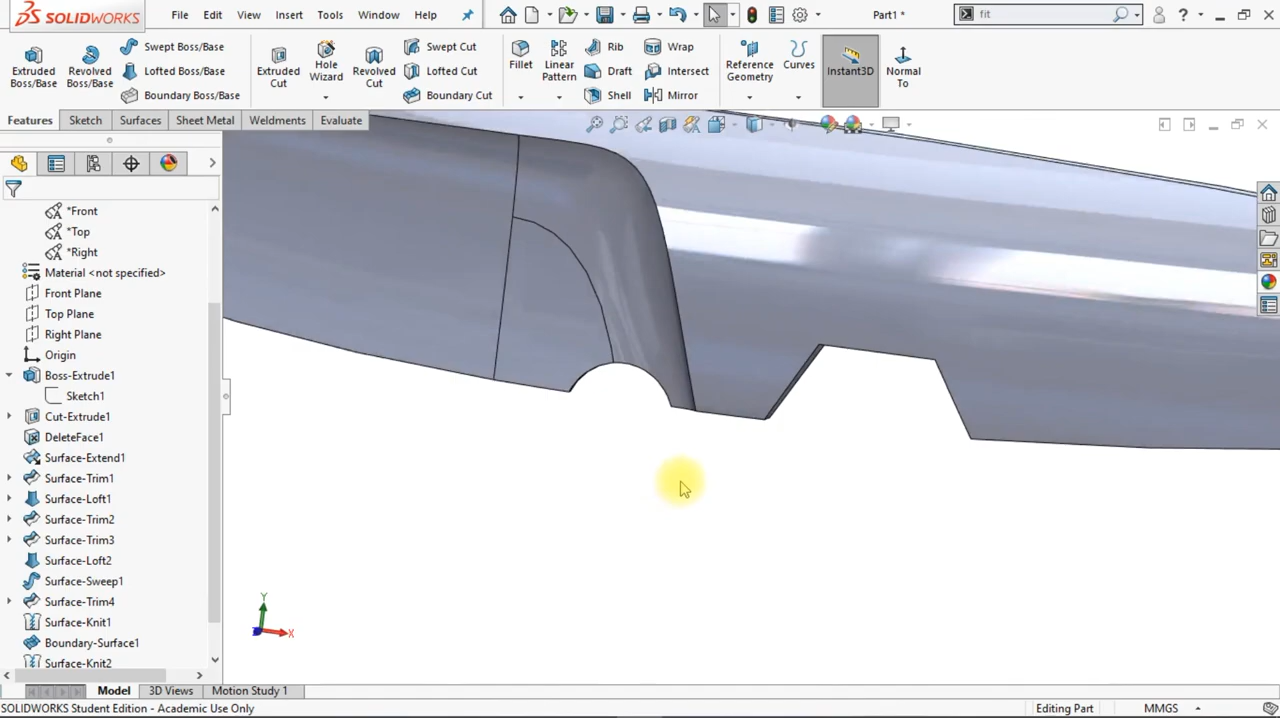 SOLIDWORKS File Edit View Insert Tools Window Help Part1 * fit
Extruded Boss/Base
Revolved Boss/Base
Swept Boss/Base
Lofted Boss/Base
Boundary Boss/Base
Extruded Cut
Hole Wizard
Revolved Cut
Swept Cut
Lofted Cut
Boundary Cut
Fillet
Linear Pattern
Rib
Draft
Shell
Wrap
Intersect
Mirror
Reference Geometry
Curves
Instant3D
Normal To
Features Sketch Surfaces Sheet Metal Weldments Evaluate
*Front
*Top
*Right
Material <not specified>
Front Plane
Top Plane
Right Plane
Origin
Boss-Extrude1
Sketch1
Cut-Extrude1
DeleteFace1
Surface-Extend1
Surface-Trim1
Surface-Loft1
Surface-Trim2
Surface-Trim3
Surface-Loft2
Surface-Sweep1
Surface-Trim4
Surface-Knit1
Boundary-Surface1
Surface-Knit2
Y
X
Model 3D Views Motion Study 1
SOLIDWORKS Student Edition - Academic Use Only Editing Part MMGS